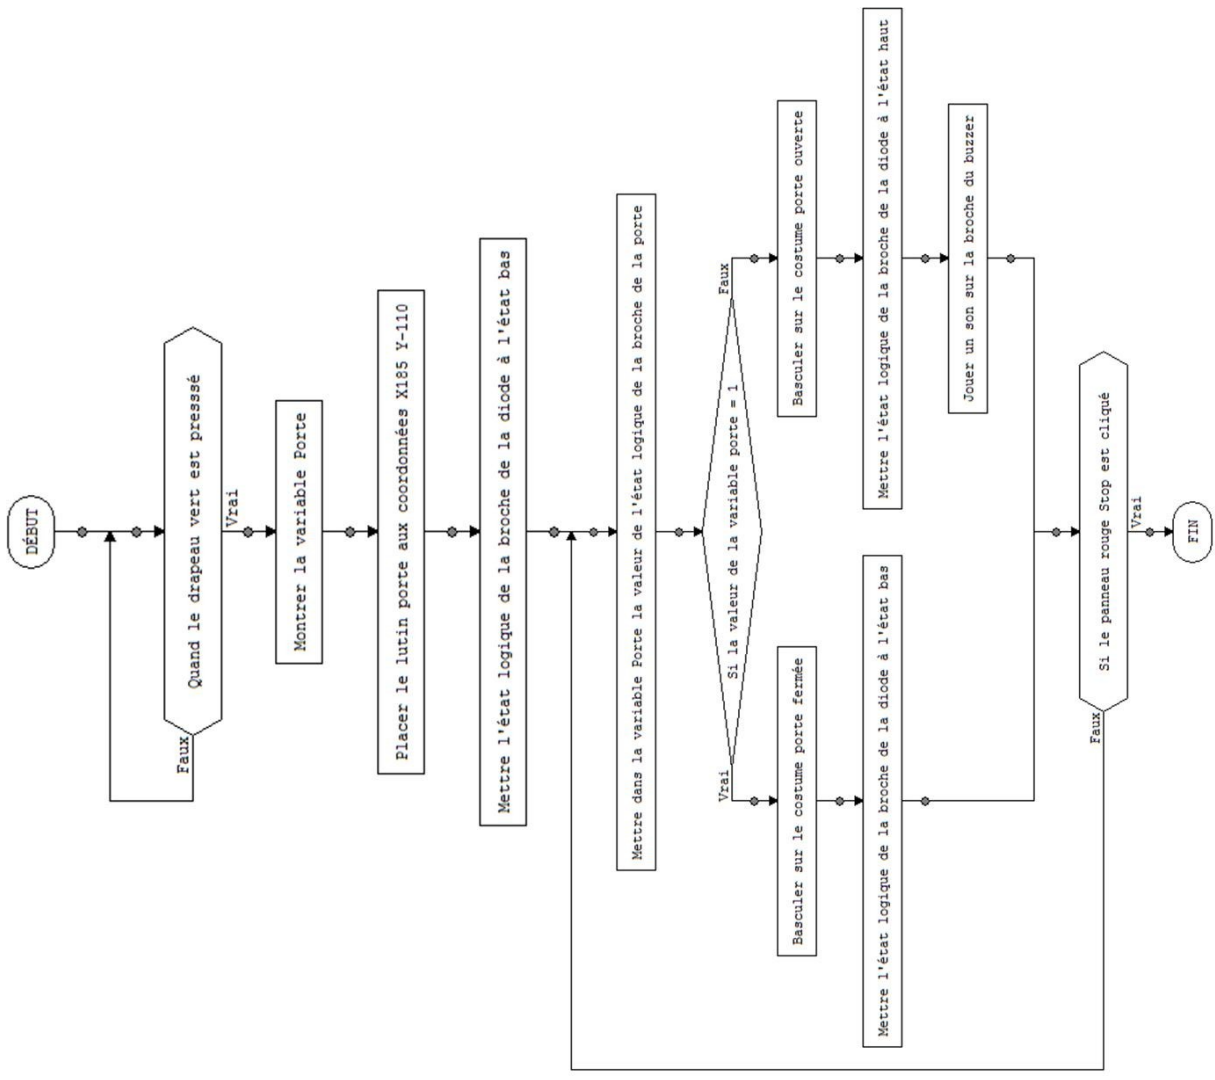 DÉBUT
Quand le drapeau vert est presssé
Faux
Vrai
Montrer la variable Porte
Placer le lutin porte aux coordonnées X185 Y-110
Mettre l'état logique de la broche de la diode à l'état bas
Mettre dans la variable Porte la valeur de l'état logique de la broche de la porte
Si la valeur de la variable porte = 1
Vrai
Faux
Basculer sur le costume porte fermée
Basculer sur le costume porte ouverte
Mettre l'état logique de la broche de la diode à l'état bas
Mettre l'état logique de la broche de la diode à l'état haut
Jouer un son sur la broche du buzzer
Si le panneau rouge Stop est cliqué
Faux
Vrai
FIN